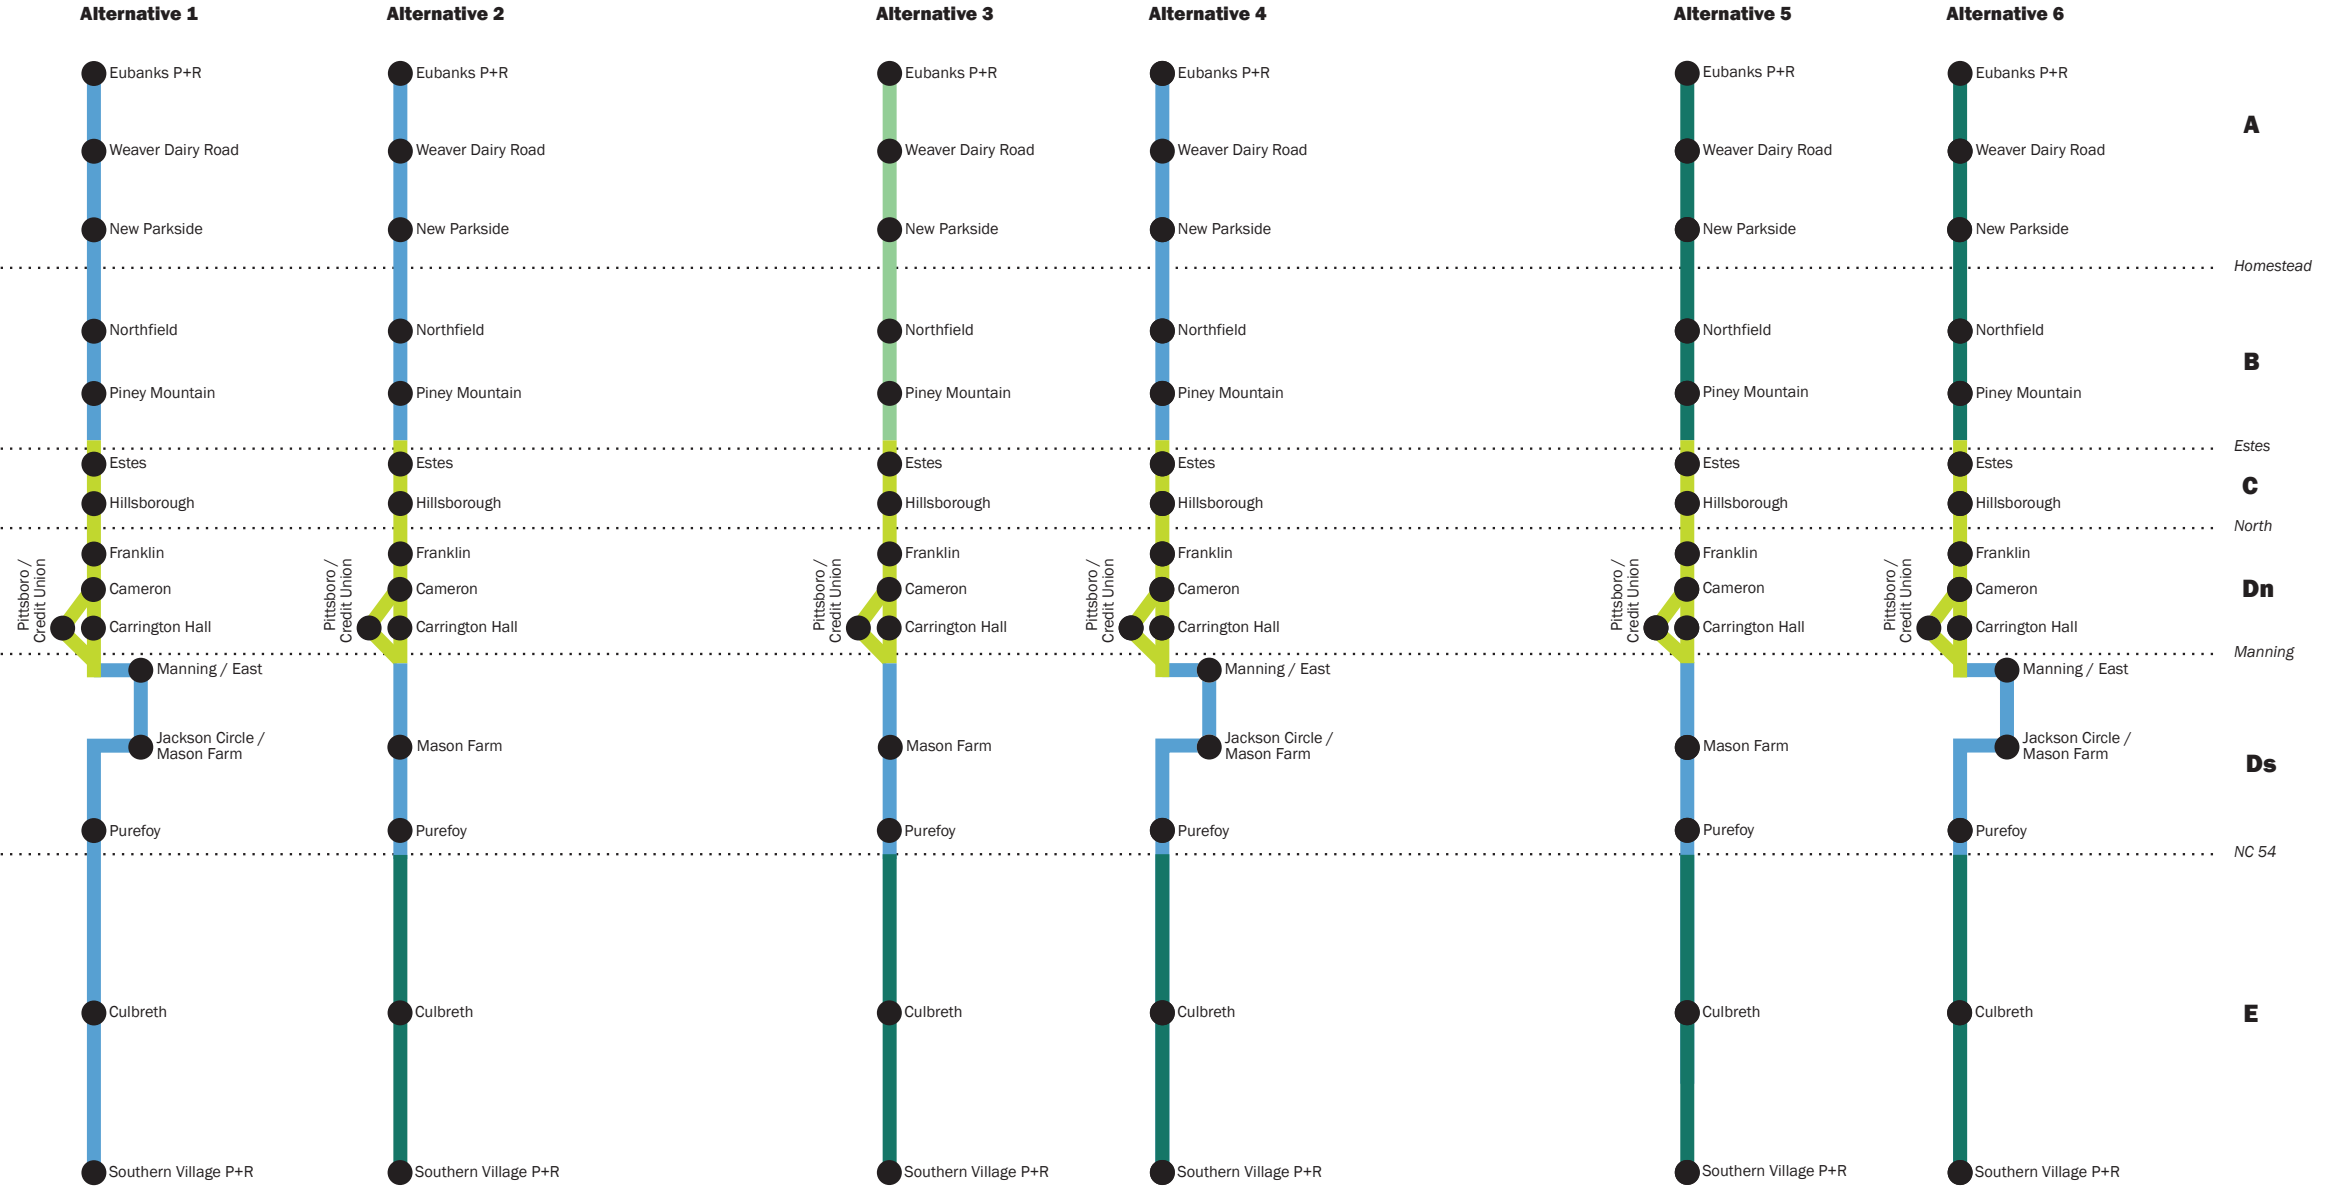 Alternative 1
Alternative 2
Alternative 3
Alternative 4
Alternative 5
Alternative 6
Eubanks P+R
Eubanks P+R
Eubanks P+R
Eubanks P+R
Eubanks P+R
Eubanks P+R
A
Weaver Dairy Road
Weaver Dairy Road
Weaver Dairy Road
Weaver Dairy Road
Weaver Dairy Road
Weaver Dairy Road
New Parkside
New Parkside
New Parkside
New Parkside
New Parkside
New Parkside
Homestead
Northfield
Northfield
Northfield
Northfield
Northfield
Northfield
B
Piney Mountain
Piney Mountain
Piney Mountain
Piney Mountain
Piney Mountain
Piney Mountain
Estes
Estes
Estes
Estes
Estes
Estes
Estes
C
Hillsborough
Hillsborough
Hillsborough
Hillsborough
Hillsborough
Hillsborough
North
Franklin
Franklin
Franklin
Franklin
Franklin
Franklin
Cameron
Cameron
Cameron
Cameron
Cameron
Cameron
Dn
Pittsboro /
Credit Union
Pittsboro /
Credit Union
Pittsboro /
Credit Union
Pittsboro /
Credit Union
Pittsboro /
Credit Union
Pittsboro /
Credit Union
Carrington Hall
Carrington Hall
Carrington Hall
Carrington Hall
Carrington Hall
Carrington Hall
Manning
Manning / East
Manning / East
Manning / East
Jackson Circle /
Mason Farm
Mason Farm
Mason Farm
Jackson Circle /
Mason Farm
Mason Farm
Jackson Circle /
Mason Farm
Ds
Purefoy
Purefoy
Purefoy
Purefoy
Purefoy
Purefoy
NC 54
Culbreth
Culbreth
Culbreth
Culbreth
Culbreth
Culbreth
E
Southern Village P+R
Southern Village P+R
Southern Village P+R
Southern Village P+R
Southern Village P+R
Southern Village P+R